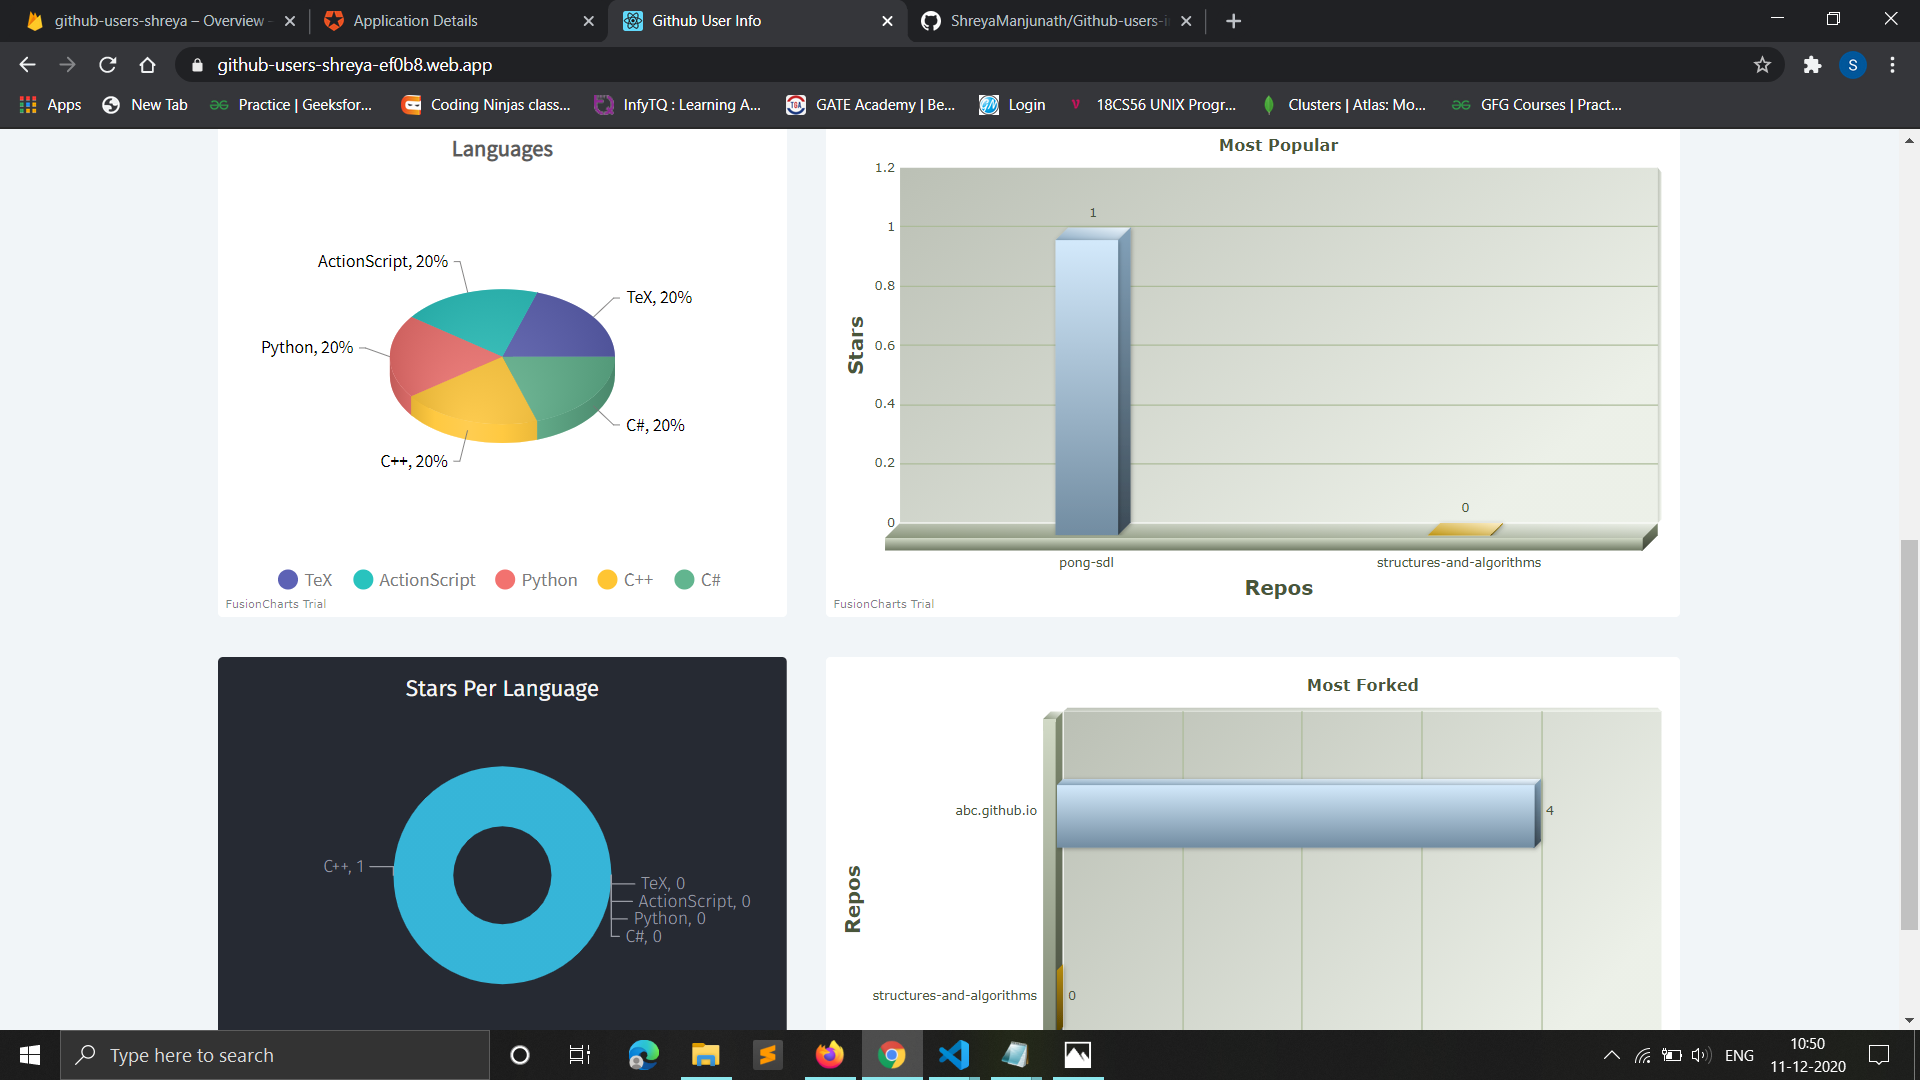 github-users-shreya – Overview -
Application Details
Github User Info
ShreyaManjunath/Github-users-i
github-users-shreya-ef0b8.web.app
S
Apps
New Tab
Practice | Geeksfor...
Coding Ninjas class...
InfyTQ : Learning A...
GATE Academy | Be...
Login
18CS56 UNIX Progr...
Clusters | Atlas: Mo...
GFG Courses | Pract...
Languages
ActionScript, 20%
TeX, 20%
Python, 20%
C#, 20%
C++, 20%
TeX
ActionScript
Python
C++
C#
FusionCharts Trial
Most Popular
1.2
1
0.8
0.6
0.4
0.2
0
Stars
1
0
pong-sdl
structures-and-algorithms
Repos
FusionCharts Trial
Stars Per Language
C++, 1
TeX, 0
ActionScript, 0
Python, 0
C#, 0
Most Forked
Repos
abc.github.io
4
structures-and-algorithms
0
Type here to search
ENG
10:50
11-12-2020